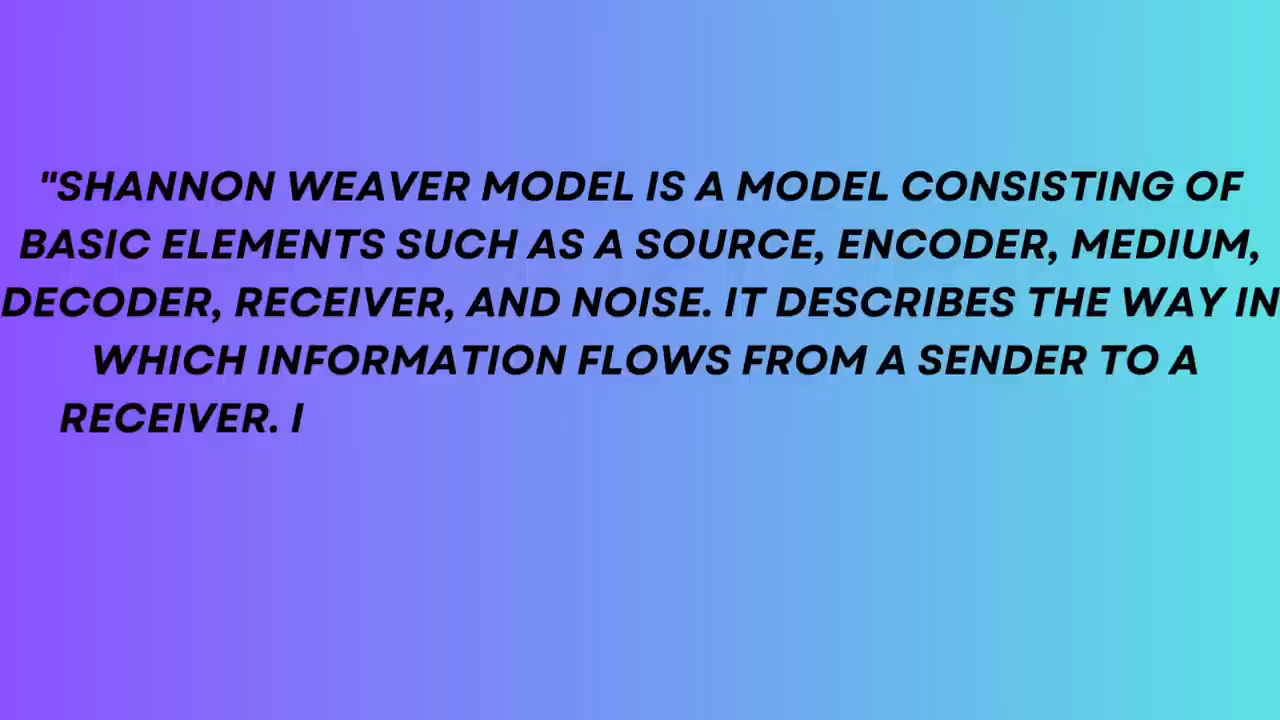 "SHANNON WEAVER MODEL IS A MODEL CONSISTING OF
BASIC ELEMENTS SUCH AS A SOURCE, ENCODER, MEDIUM,
DECODER, RECEIVER, AND NOISE. IT DESCRIBES THE WAY IN
WHICH INFORMATION FLOWS FROM A SENDER TO A
RECEIVER. I